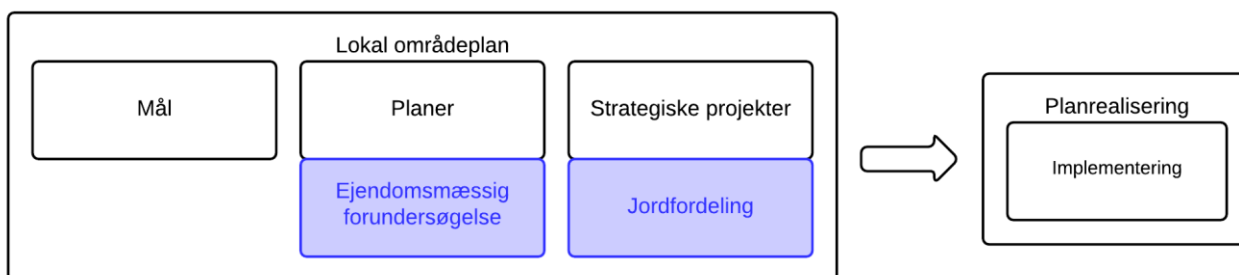 Lokal områdeplan
Mål
Planer
Strategiske projekter
Ejendomsmæssig
forundersøgelse
Jordfordeling
Planrealisering
Implementering